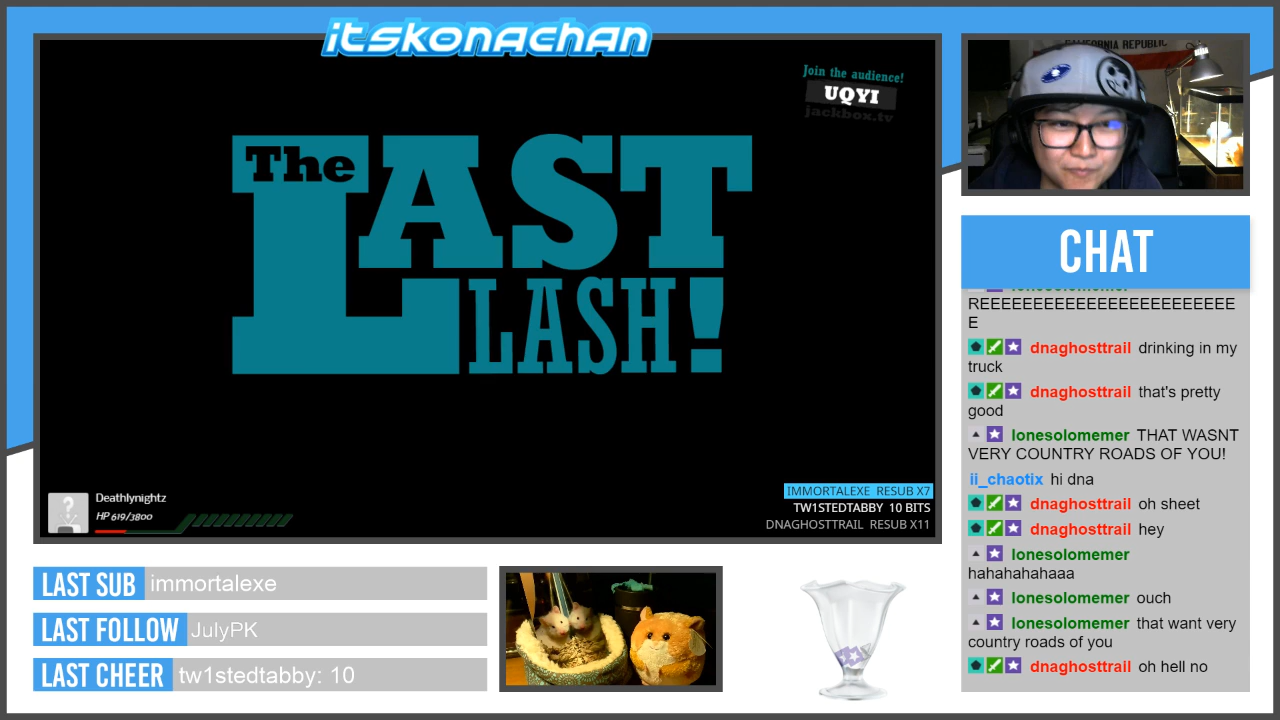 itskonachan
Join the audience!
UQYI
jackbox.tv
The LAST
LASH!
Deathlynightz
HP 619/3800
IMMORTALEXE RESUB X7
TW1STEDTABBY 10 BITS
DNAGHOSTTRAIL RESUB X11
LAST SUB immortalexe
LAST FOLLOW JulyPK
LAST CHEER tw1stedtabby: 10
CALIFORNIA REPUBLIC
CHAT
lonesolomemer
REEEEEEEEEEEEEEEEEEEEEEEE
E
dnaghosttrail drinking in my
truck
dnaghosttrail that's pretty
good
lonesolomemer THAT WASNT
VERY COUNTRY ROADS OF YOU!
ii_chaotix hi dna
dnaghosttrail oh sheet
dnaghosttrail hey
lonesolomemer
hahahahahaaa
lonesolomemer ouch
lonesolomemer that want very
country roads of you
dnaghosttrail oh hell no